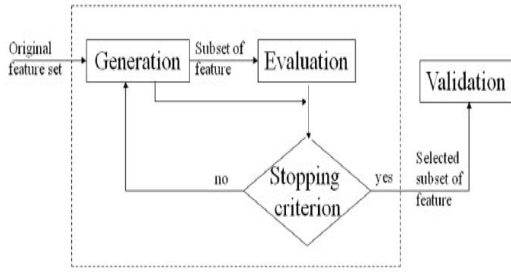 Original
feature set
Generation
Subset of
feature
Evaluation
Validation
no
Stopping
criterion
yes
Selected
subset of
feature